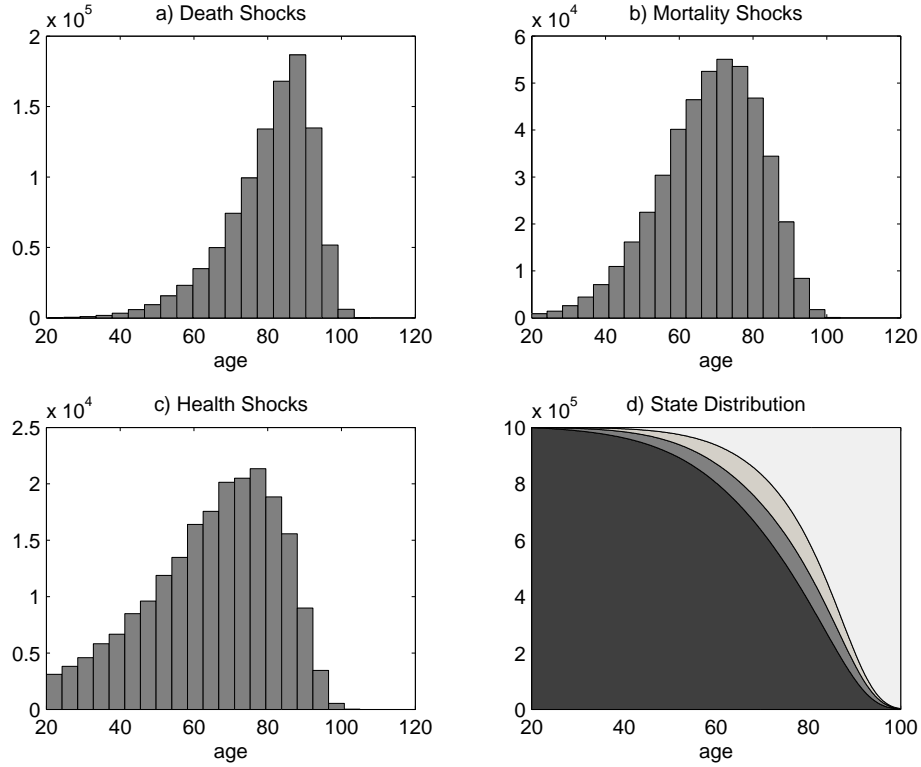 a) Death Shocks
x 10^5
2
1.5
1
0.5
0
20 40 60 80 100 120
age
b) Mortality Shocks
x 10^4
6
5
4
3
2
1
0
20 40 60 80 100 120
age
c) Health Shocks
x 10^4
2.5
2
1.5
1
0.5
0
20 40 60 80 100 120
age
d) State Distribution
x 10^5
10
8
6
4
2
0
20 40 60 80 100
age